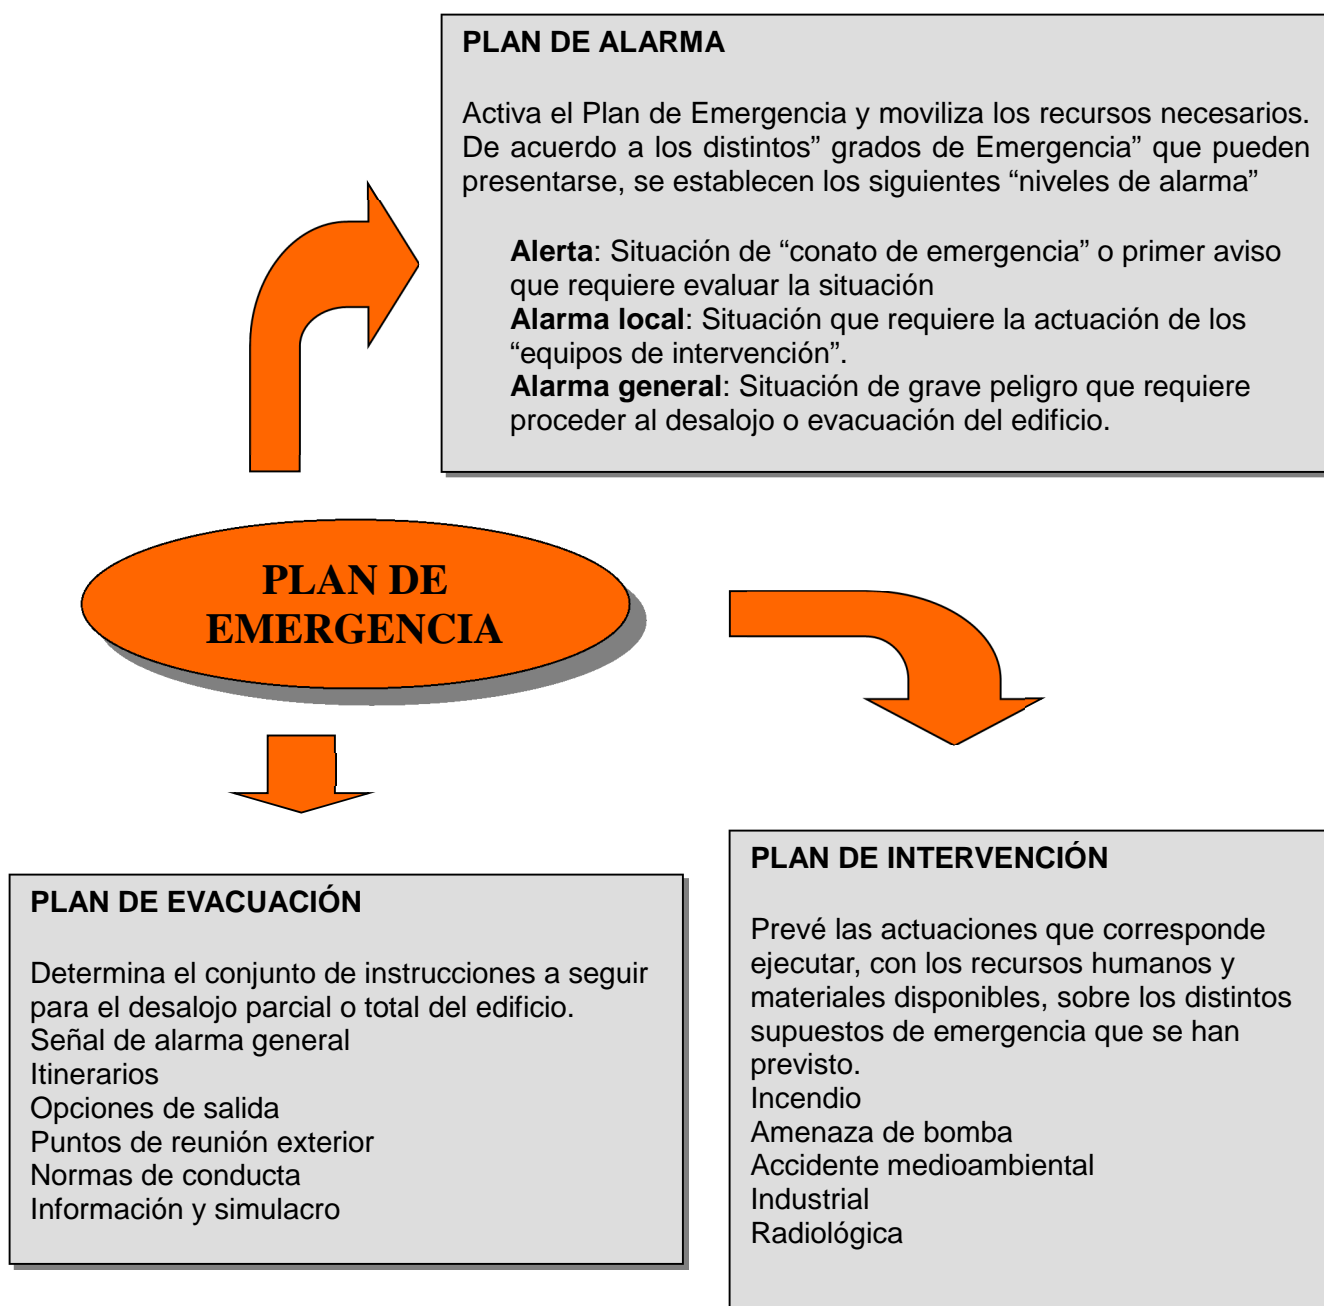 PLAN DE ALARMA
Activa el Plan de Emergencia y moviliza los recursos necesarios.
De acuerdo a los distintos” grados de Emergencia” que pueden
presentarse, se establecen los siguientes “niveles de alarma”
Alerta: Situación de “conato de emergencia” o primer aviso
que requiere evaluar la situación
Alarma local: Situación que requiere la actuación de los
“equipos de intervención”.
Alarma general: Situación de grave peligro que requiere
proceder al desalojo o evacuación del edificio.
PLAN DE
EMERGENCIA
PLAN DE EVACUACIÓN
Determina el conjunto de instrucciones a seguir
para el desalojo parcial o total del edificio.
Señal de alarma general
Itinerarios
Opciones de salida
Puntos de reunión exterior
Normas de conducta
Información y simulacro
PLAN DE INTERVENCIÓN
Prevé las actuaciones que corresponde
ejecutar, con los recursos humanos y
materiales disponibles, sobre los distintos
supuestos de emergencia que se han
previsto.
Incendio
Amenaza de bomba
Accidente medioambiental
Industrial
Radiológica